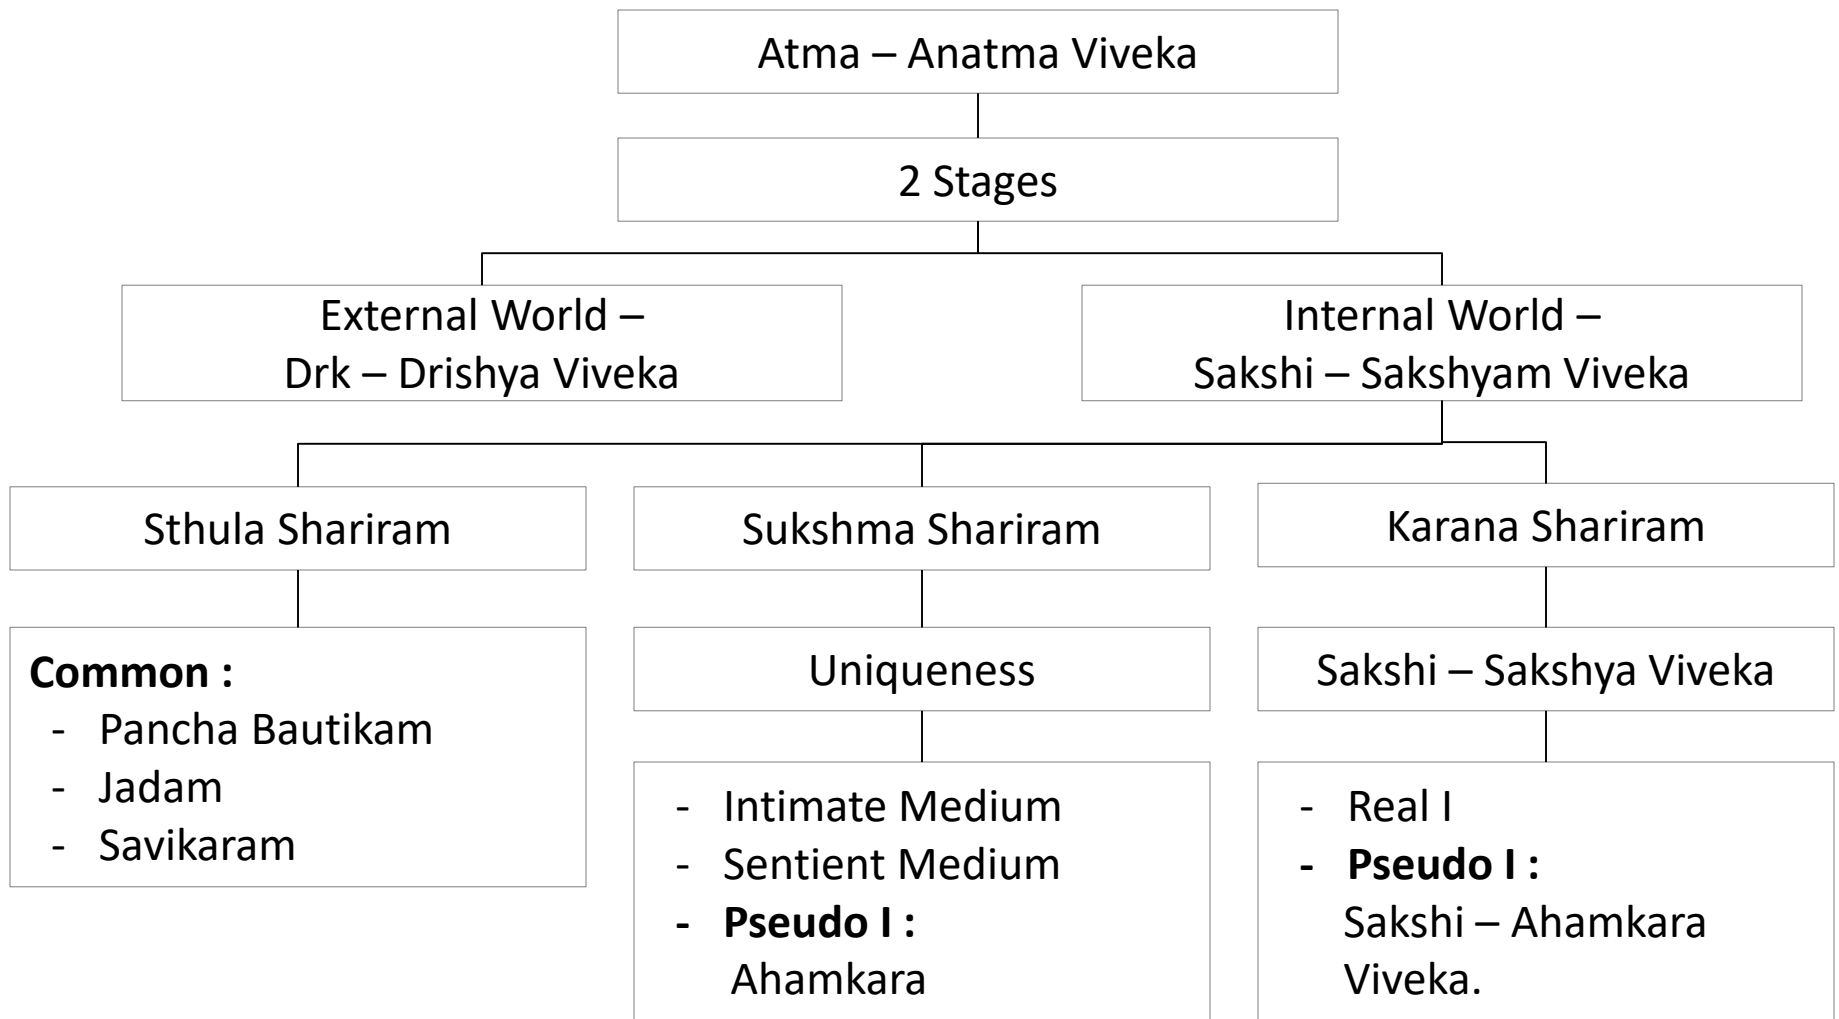 Atma – Anatma Viveka
2 Stages
External World –
Drk – Drishya Viveka
Internal World –
Sakshi – Sakshyam Viveka
Sthula Shariram
Sukshma Shariram
Karana Shariram
Common :
- Pancha Bautikam
- Jadam
- Savikaram
Uniqueness
- Intimate Medium
- Sentient Medium
- Pseudo I :
Ahamkara
Sakshi – Sakshya Viveka
- Real I
- Pseudo I :
Sakshi – Ahamkara
Viveka.